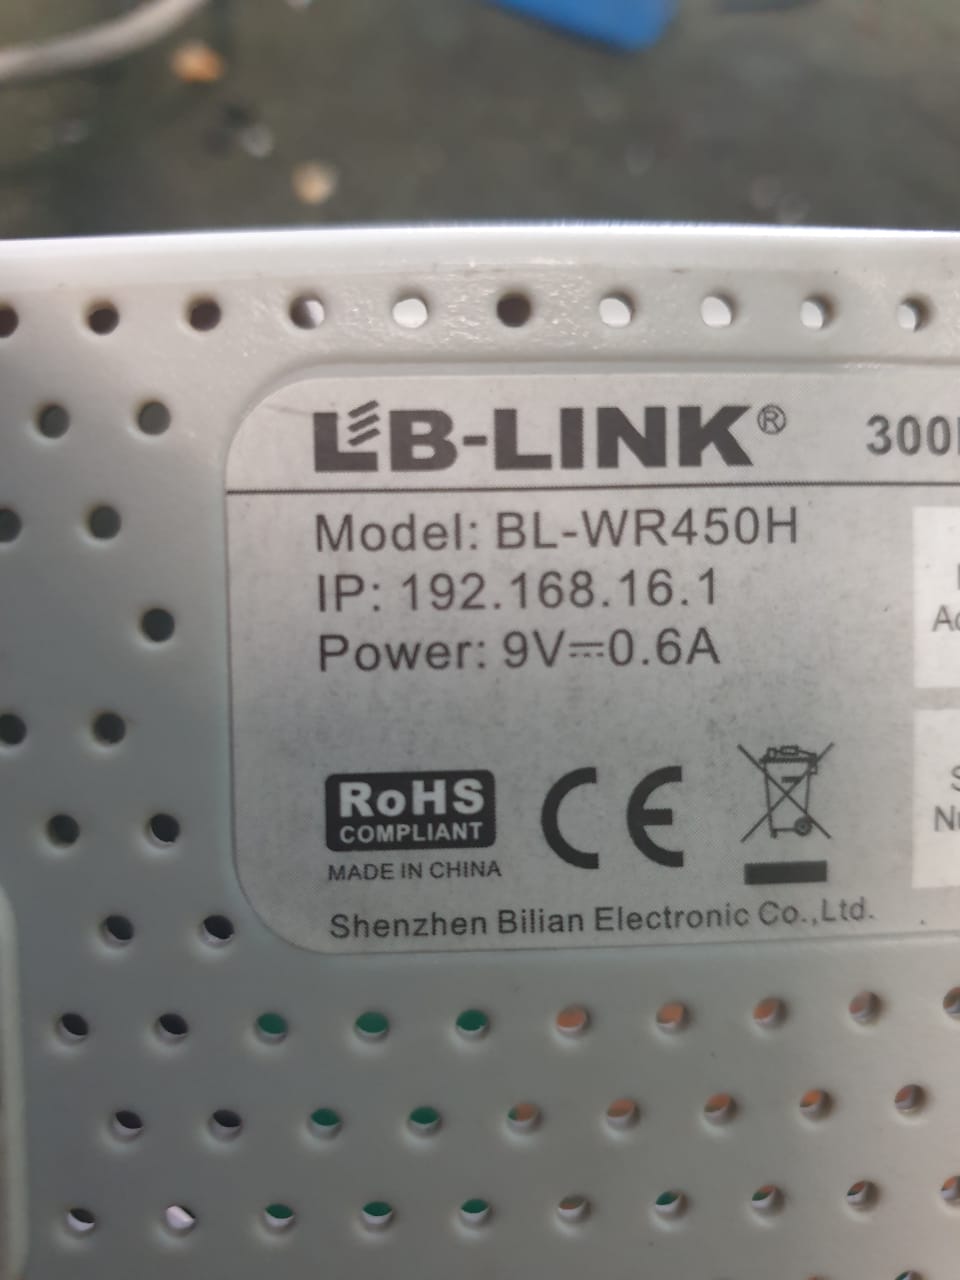 LB-LINK®
Model: BL-WR450H
IP: 192.168.16.1
Power: 9V⎓0.6A
RoHS
COMPLIANT
MADE IN CHINA
CE
Shenzhen Bilian Electronic Co.,Ltd.